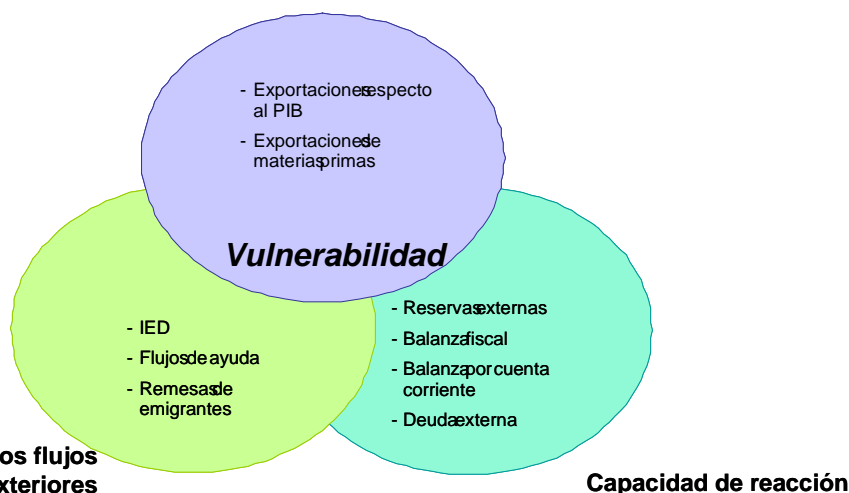 - Exportaciones respecto
al PIB
- Exportaciones de
materias primas
Vulnerabilidad
- IED
- Flujos de ayuda
- Remesas de
emigrantes
- Reservas externas
- Balanza fiscal
- Balanza por cuenta
corriente
- Deuda externa
os flujos
xteriores
Capacidad de reacción